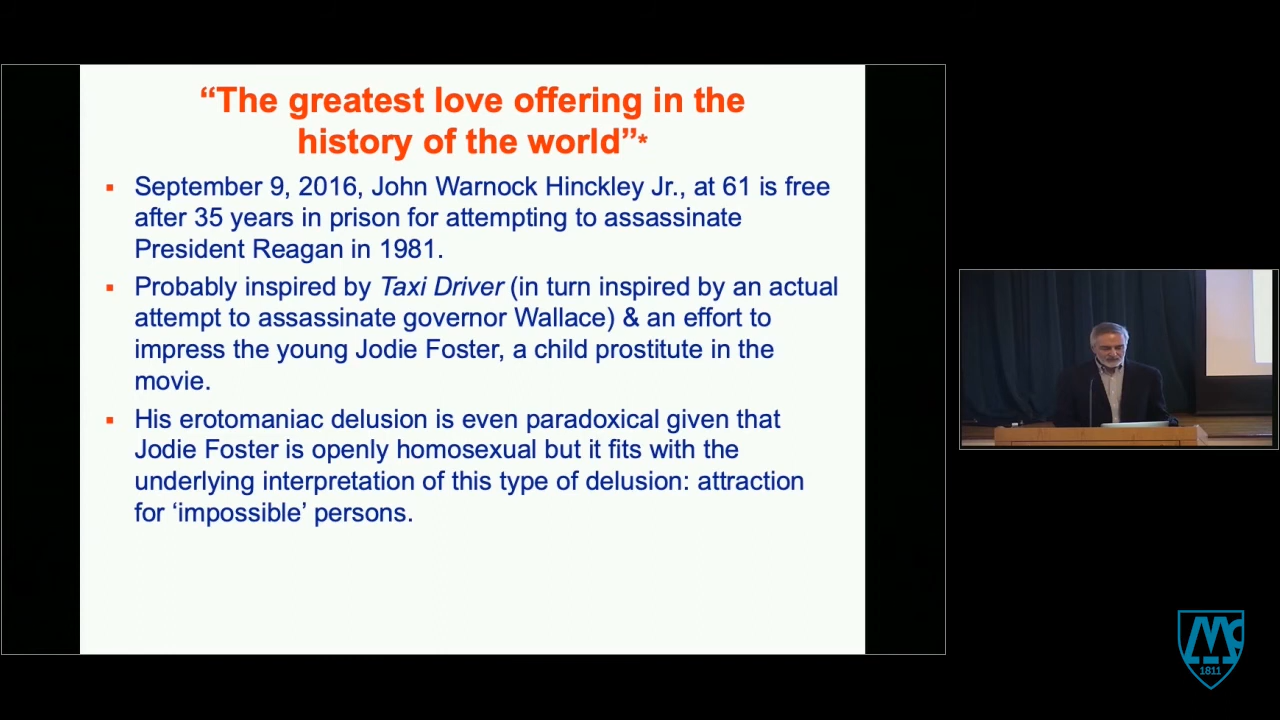 “The greatest love offering in the
history of the world”*
▪ September 9, 2016, John Warnock Hinckley Jr., at 61 is free
after 35 years in prison for attempting to assassinate
President Reagan in 1981.
▪ Probably inspired by Taxi Driver (in turn inspired by an actual
attempt to assassinate governor Wallace) & an effort to
impress the young Jodie Foster, a child prostitute in the
movie.
▪ His erotomaniac delusion is even paradoxical given that
Jodie Foster is openly homosexual but it fits with the
underlying interpretation of this type of delusion: attraction
for ‘impossible’ persons.
Mc
1811